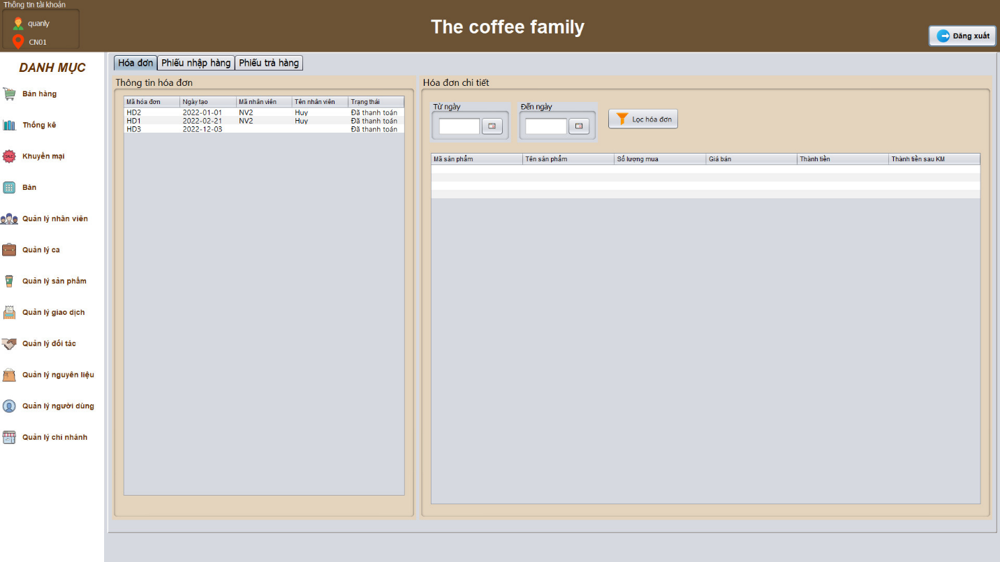 Thông tin tài khoản
quanly
CN01
The coffee family
Đăng xuất
DANH MỤC
Bán hàng
Thống kê
SALE
Khuyến mại
Bàn
Quản lý nhân viên
Quản lý ca
Quản lý sản phẩm
Quản lý giao dịch
Quản lý đối tác
Quản lý nguyên liệu
Quản lý người dùng
Quản lý chi nhánh
Hóa đơn Phiếu nhập hàng Phiếu trả hàng
Thông tin hóa đơn
Mã hóa đơn Ngày tạo Mã nhân viên Tên nhân viên Trạng thái
HD2 2022-01-01 NV2 Huy Đã thanh toán
HD1 2022-02-21 NV2 Huy Đã thanh toán
HD3 2022-12-03 Đã thanh toán
Hóa đơn chi tiết
Từ ngày Đến ngày
Lọc hóa đơn
Mã sản phẩm Tên sản phẩm Số lượng mua Giá bán Thành tiền Thành tiền sau KM